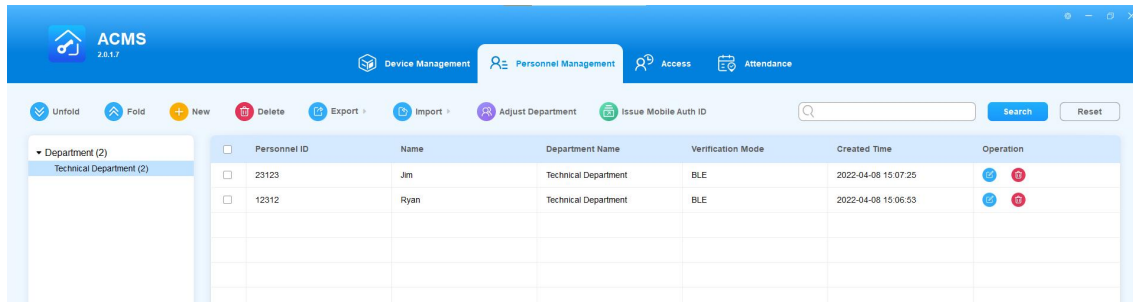 ACMS
2.0.1.7
Device Management Personnel Management Access Attendance
Unfold Fold New Delete Export Import Adjust Department Issue Mobile Auth ID Search Reset
Department (2)
Technical Department (2)
Personnel ID Name Department Name Verification Mode Created Time Operation
23123 Jim Technical Department BLE 2022-04-08 15:07:25
12312 Ryan Technical Department BLE 2022-04-08 15:06:53